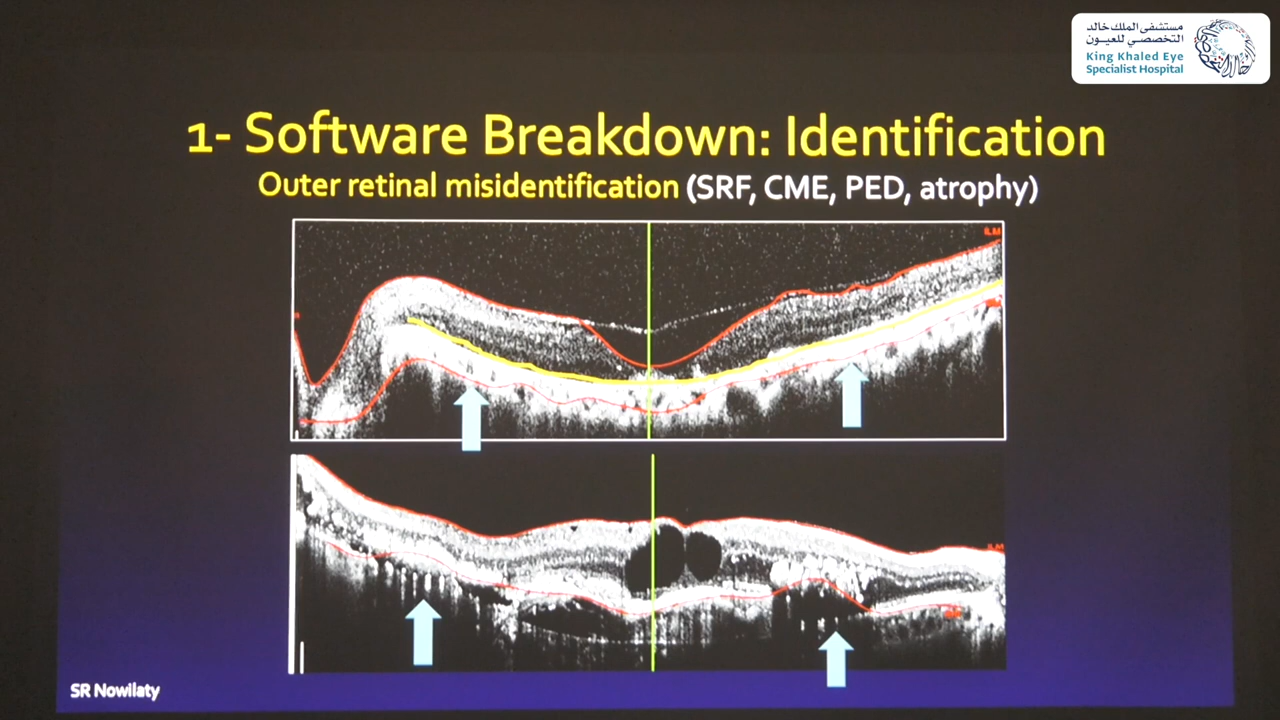 مستشفى الملك خالد
التخصصي للعيــون
King Khaled Eye
Specialist Hospital
1- Software Breakdown: Identification
Outer retinal misidentification (SRF, CME, PED, atrophy)
ILM
ILM
SR Nowilaty